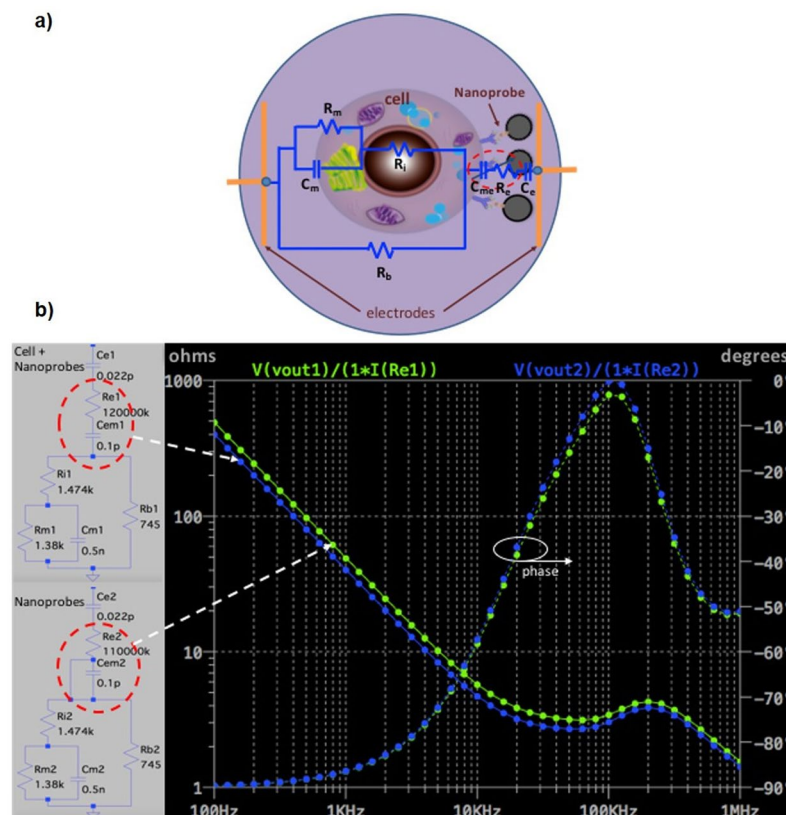 a)
Nanoprobe
cell
Rm
Cm
Ri
Cme Re Ce
Rb
electrodes
b)
Cell +
Nanoprobes
Ce1
0.022p
Re1
120000k
Cem1
0.1p
Ri1
1.474k
Rm1
1.38k
Cm1
0.5n
Rb1
745
Nanoprobes
Ce2
0.022p
Re2
110000k
Cem2
0.1p
Ri2
1.474k
Rm2
1.38k
Cm2
0.5n
Rb2
745
ohms
V(vout1)/(1*I(Re1))
V(vout2)/(1*I(Re2))
degrees
1000
100
10
1
phase
0°
-10°
-20°
-30°
-40°
-50°
-60°
-70°
-80°
-90°
100Hz 1KHz 10KHz 100KHz 1MHz